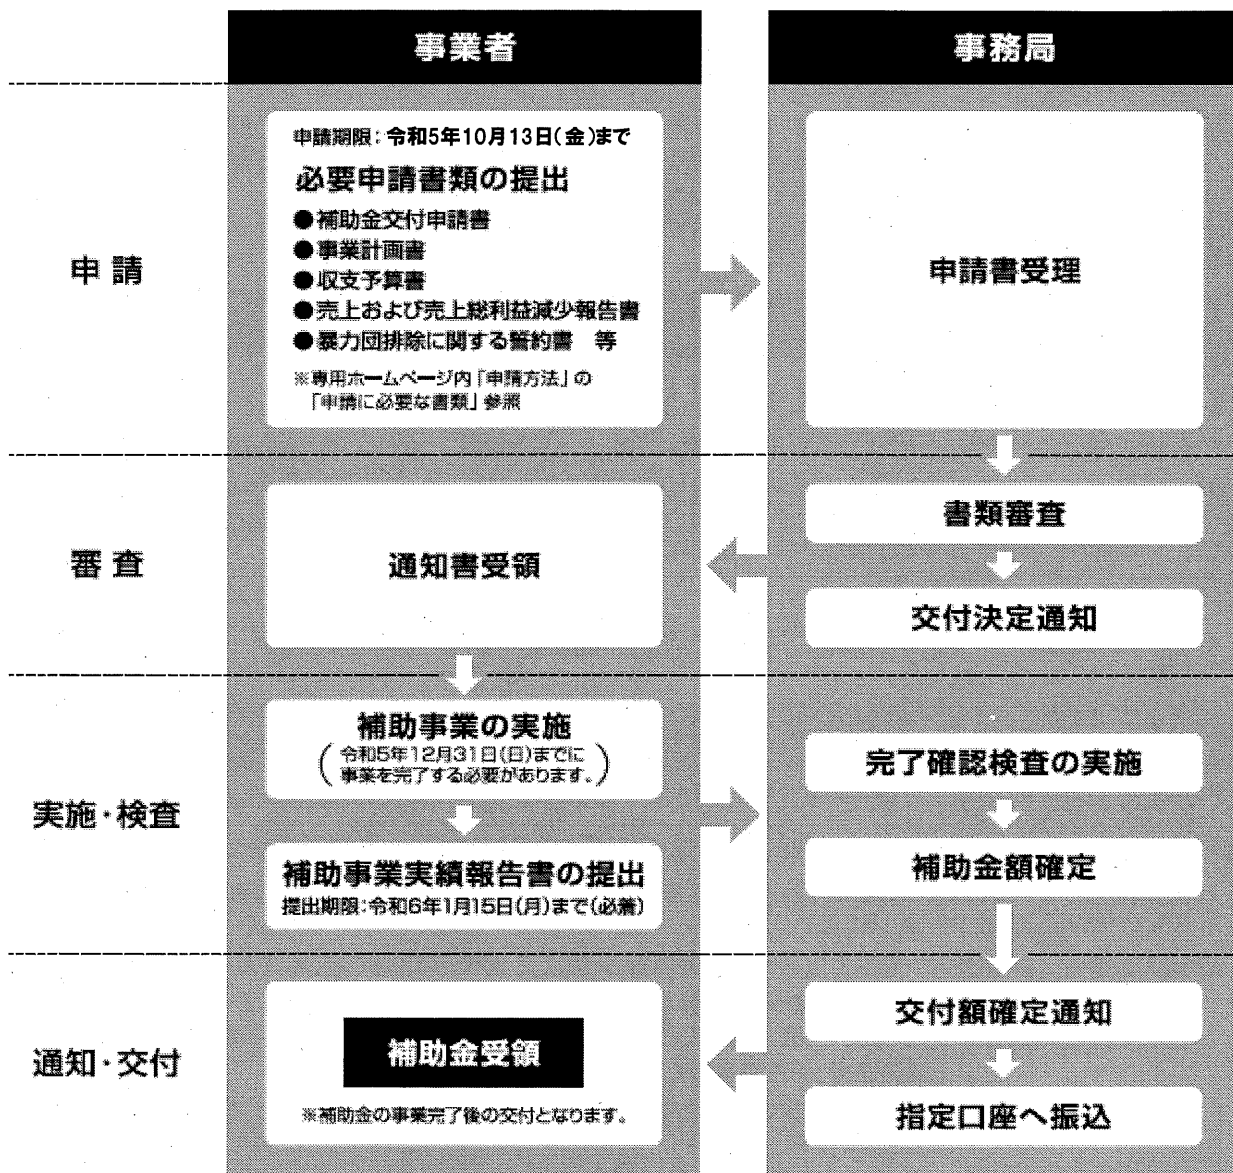 事業者
事務局
申請
申請期限：令和5年10月13日(金)まで
必要申請書類の提出
●補助金交付申請書
●事業計画書
●収支予算書
●売上および売上総利益減少報告書
●暴力団排除に関する誓約書　等
※専用ホームページ内「申請方法」の
「申請に必要な書類」参照
申請書受理
審査
通知書受領
書類審査
交付決定通知
実施・検査
補助事業の実施
(令和5年12月31日(日)までに
事業を完了する必要があります。)
補助事業実績報告書の提出
提出期限：令和6年1月15日(月)まで(必着)
完了確認検査の実施
補助金額確定
通知・交付
補助金受領
※補助金の事業完了後の交付となります。
交付額確定通知
指定口座へ振込